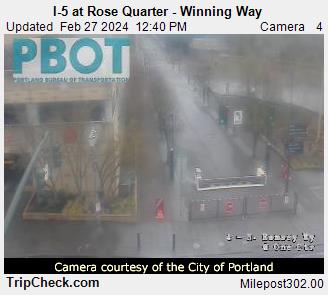 I-5 at Rose Quarter - Winning Way
Updated Feb 27 2024 12:40 PM Camera 4
PBOT
PORTLAND BUREAU OF TRANSPORTATION
Camera courtesy of the City of Portland
TripCheck.com Milepost302.00